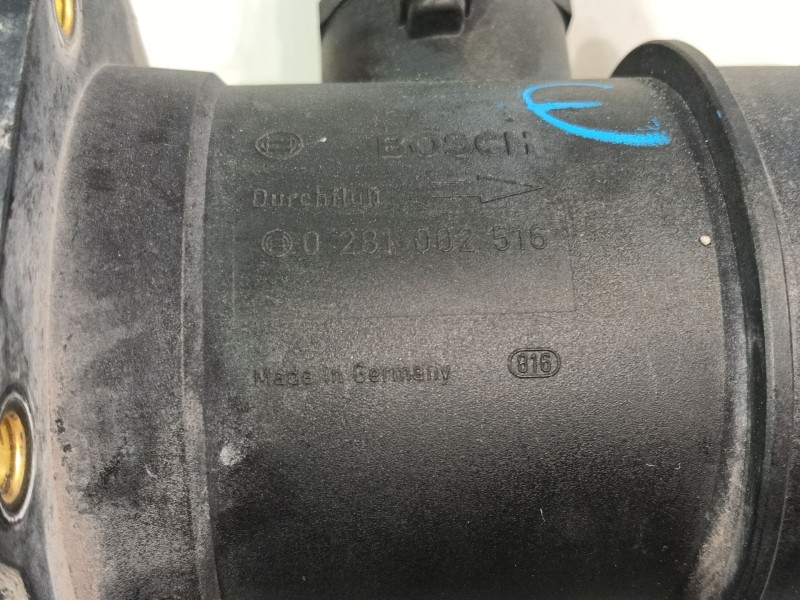 BOSCH
Durchfluß
0 281 002 516
Made in Germany
816